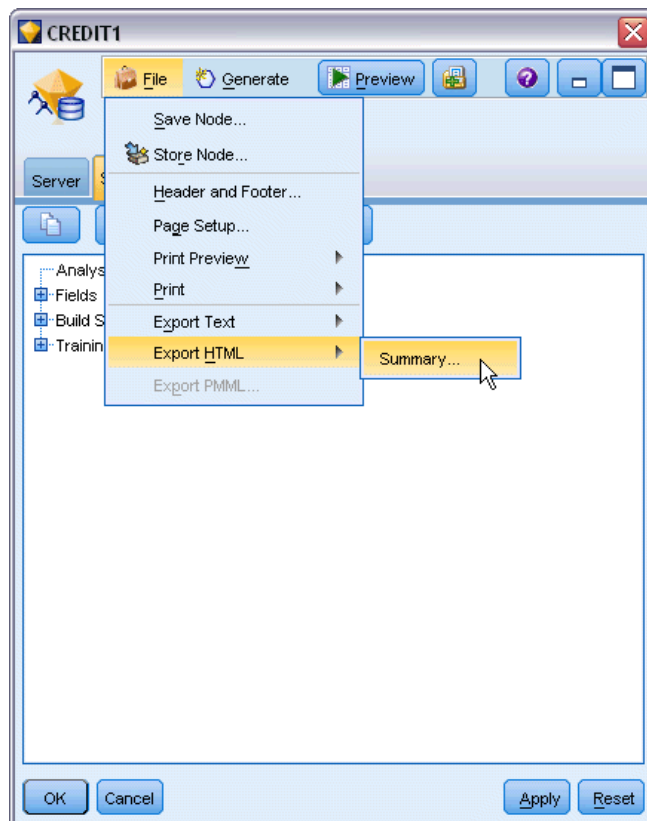 CREDIT1
File Generate Preview
Save Node...
Store Node...
Server
Header and Footer...
Page Setup...
Print Preview
Analys
Fields
Print
Build S
Export Text
Trainin
Export HTML
Summary...
Export PMML...
OK Cancel Apply Reset